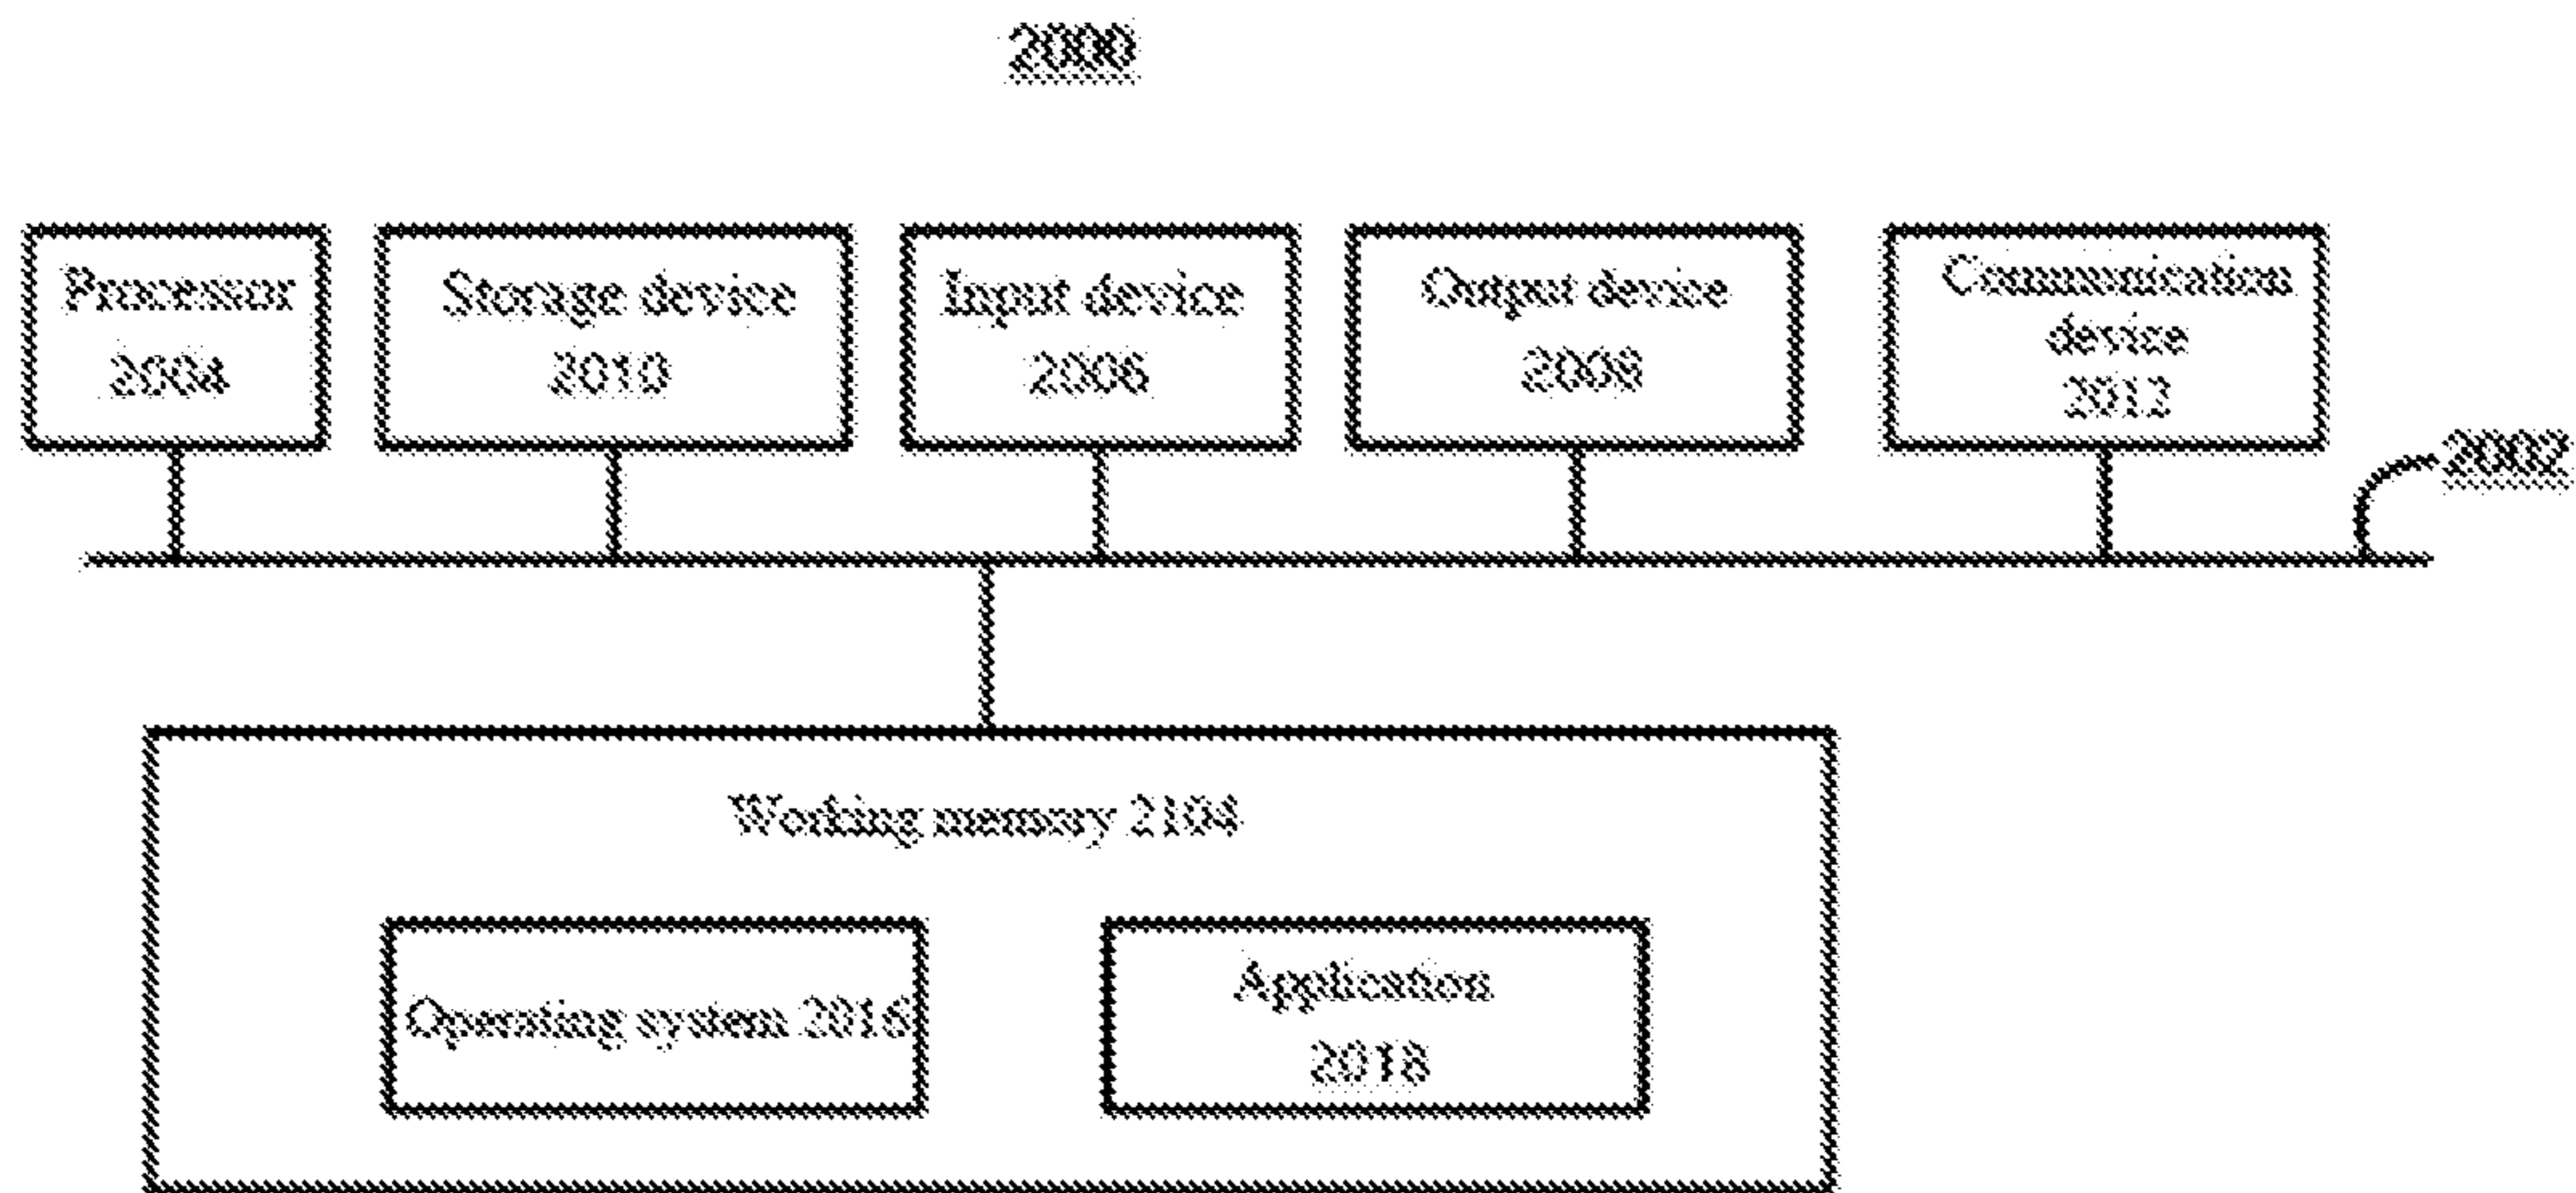 2000
Processor
2004
Storage device
2010
Input device
2006
Output device
2008
Communication
device
2012
2002
Working memory 2104
Operating system 2016
Application
2018